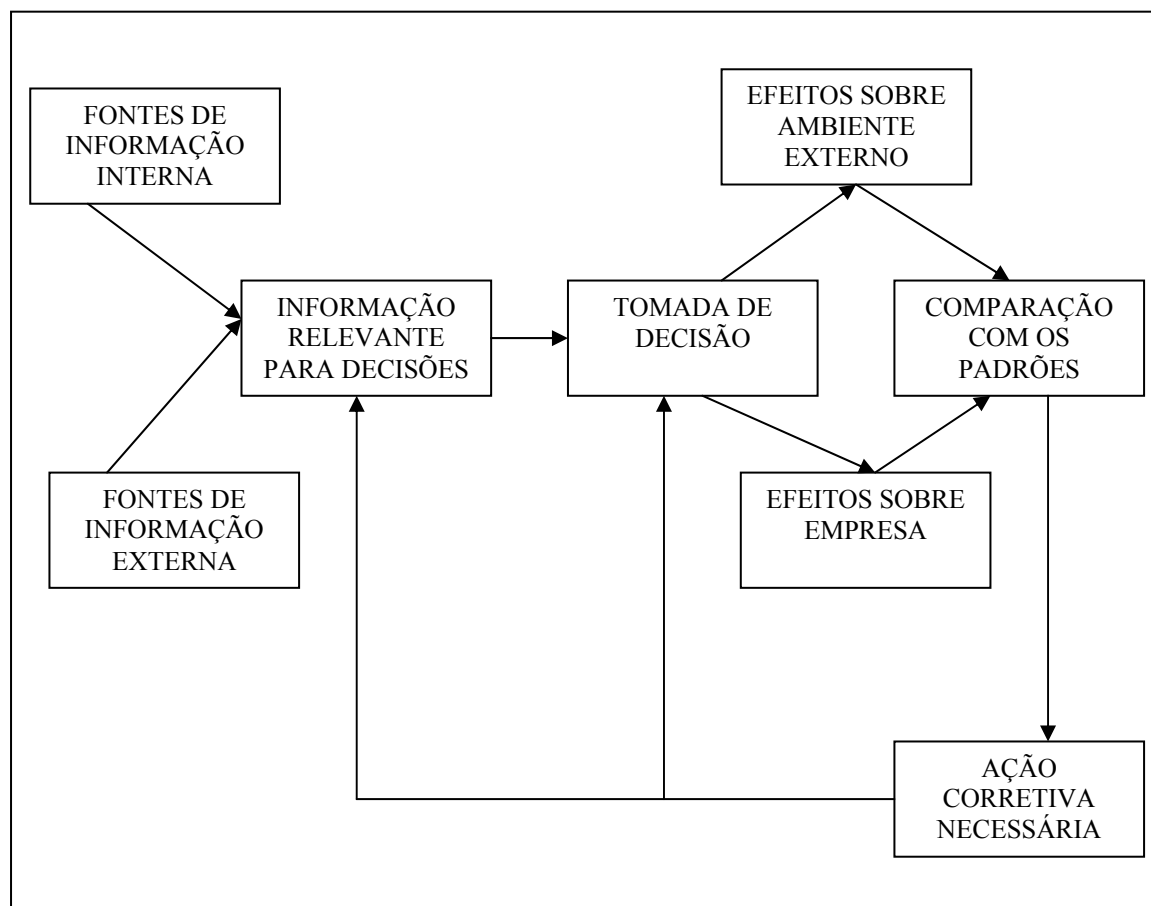 FONTES DE
INFORMAÇÃO
INTERNA
FONTES DE
INFORMAÇÃO
EXTERNA
INFORMAÇÃO
RELEVANTE
PARA DECISÕES
TOMADA DE
DECISÃO
EFEITOS SOBRE
AMBIENTE
EXTERNO
EFEITOS SOBRE
EMPRESA
COMPARAÇÃO
COM OS
PADRÕES
AÇÃO
CORRETIVA
NECESSÁRIA